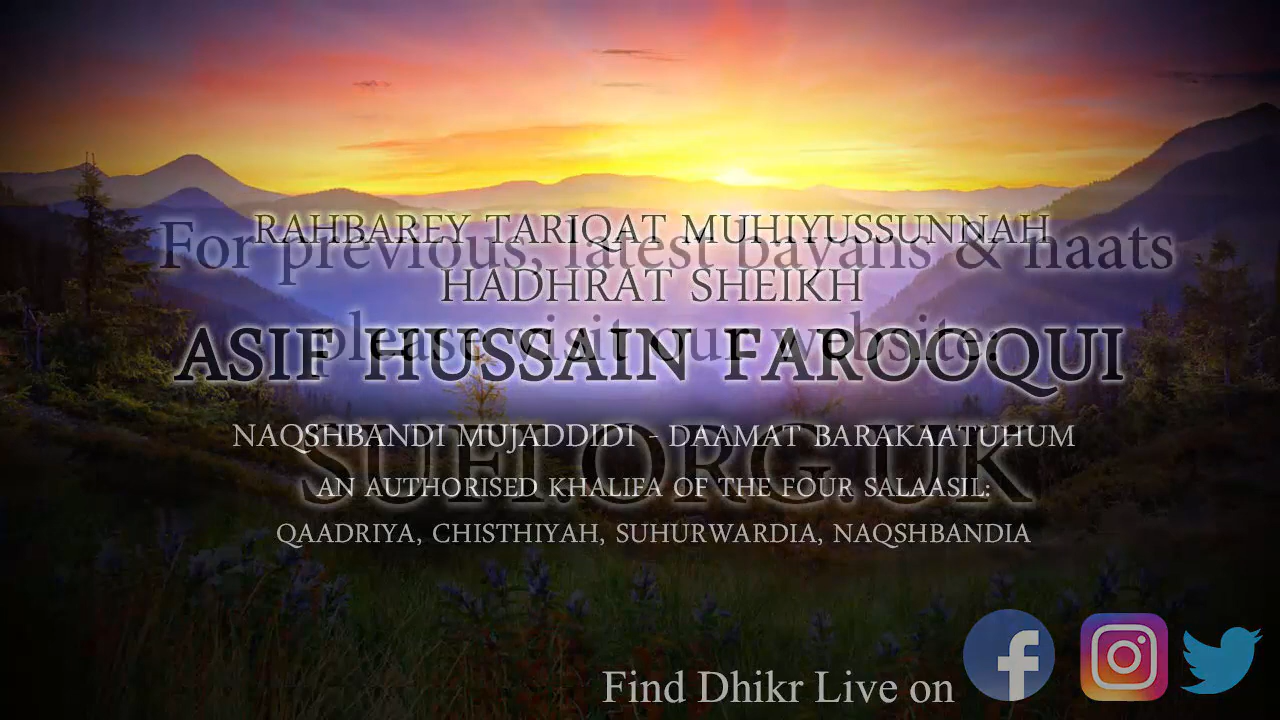 RAHBAREY TARIQAT MUHIYUSSUNNAH
For previous, latest bayans & naats
HADHRAT SHEIKH
please visit our website:
ASIF HUSSAIN FAROOQUI
NAQSHBANDI MUJADDIDI - DAAMAT BARAKAATUHUM
SUFI.ORG.UK
AN AUTHORISED KHALIFA OF THE FOUR SALAASIL:
QAADRIYA, CHISTHIYAH, SUHURWARDIA, NAQSHBANDIA
Find Dhikr Live on